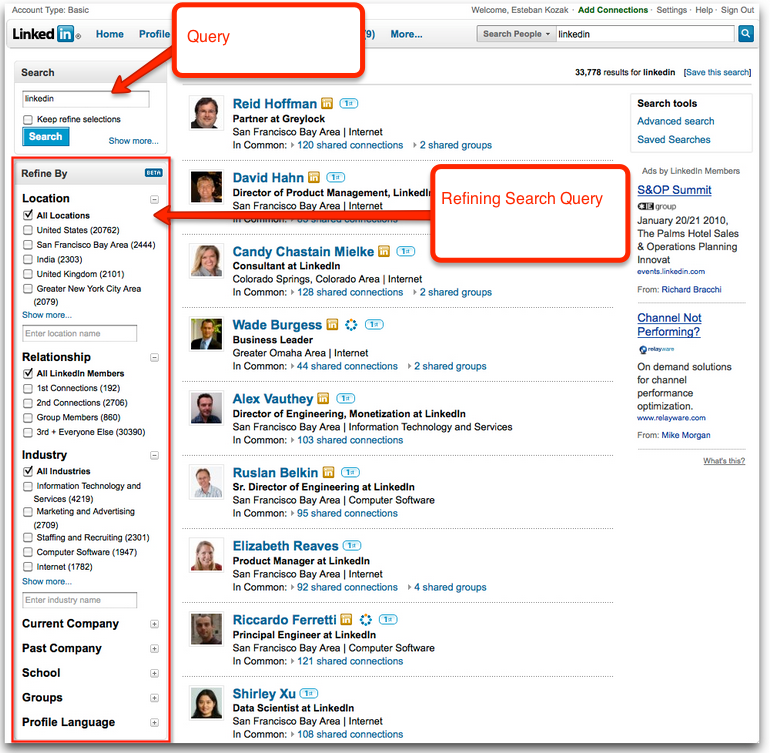 Account Type: Basic
Welcome, Esteban Kozak · Add Connections · Settings · Help · Sign Out
Linked in ® Home Profile 9) More... Search People linkedin
Query
Search
linkedin
Keep refine selections
Search Show more...
33,778 results for linkedin [Save this search]
Refine By BETA
Location
All Locations
United States (20762)
San Francisco Bay Area (2444)
India (2303)
United Kingdom (2101)
Greater New York City Area
(2079)
Show more...
Enter location name
Relationship
All LinkedIn Members
1st Connections (192)
2nd Connections (2706)
Group Members (860)
3rd + Everyone Else (30390)
Industry
All Industries
Information Technology and
Services (4219)
Marketing and Advertising
(2709)
Staffing and Recruiting (2301)
Computer Software (1947)
Internet (1782)
Show more...
Enter industry name
Current Company
Past Company
School
Groups
Profile Language
Reid Hoffman in 1st
Partner at Greylock
San Francisco Bay Area | Internet
In Common: 120 shared connections 2 shared groups
David Hahn in 1st
Director of Product Management, LinkedIn
San Francisco Bay Area | Internet
In Common: shared connections
Refining Search Query
Candy Chastain Mielke in 1st
Consultant at LinkedIn
Colorado Springs, Colorado Area | Internet
In Common: 128 shared connections 2 shared groups
Wade Burgess in 1st
Business Leader
Greater Omaha Area | Internet
In Common: 44 shared connections 2 shared groups
Alex Vauthey in 1st
Director of Engineering, Monetization at LinkedIn
San Francisco Bay Area | Information Technology and Services
In Common: 103 shared connections
Ruslan Belkin in 1st
Sr. Director of Engineering at LinkedIn
San Francisco Bay Area | Computer Software
In Common: 95 shared connections
Elizabeth Reaves 1st
Product Manager at LinkedIn
San Francisco Bay Area | Internet
In Common: 92 shared connections 4 shared groups
Riccardo Ferretti in 1st
Principal Engineer at LinkedIn
San Francisco Bay Area | Computer Software
In Common: 121 shared connections
Shirley Xu 1st
Data Scientist at LinkedIn
San Francisco Bay Area | Internet
In Common: 108 shared connections
Search tools
Advanced search
Saved Searches
Ads by LinkedIn Members
S&OP Summit
group
January 20/21 2010,
The Palms Hotel Sales
& Operations Planning
Innovat
events.linkedin.com
From: Richard Bracchi
Channel Not
Performing?
relayware
On demand solutions
for channel
performance
optimization.
www.relayware.com
From: Mike Morgan
What's this?